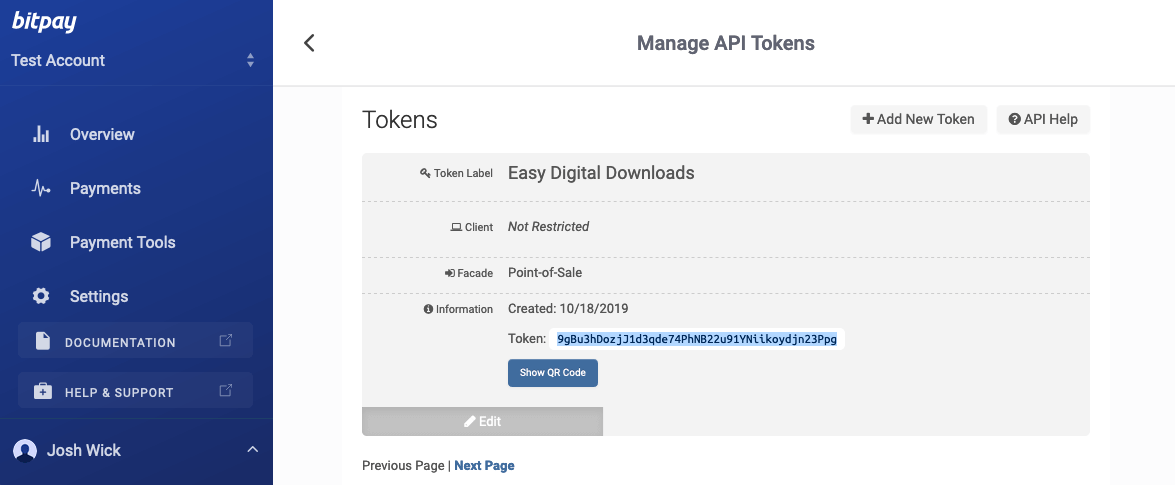 bitpay
Test Account
Overview
Payments
Payment Tools
Settings
DOCUMENTATION
HELP & SUPPORT
Josh Wick
Manage API Tokens
Tokens
Add New Token
API Help
Token Label Easy Digital Downloads
Client Not Restricted
Facade Point-of-Sale
Information Created: 10/18/2019
Token: 9gBu3hDozjJ1d3qde74PhNB22u91YNiikoydjn23Ppg
Show QR Code
Edit
Previous Page | Next Page